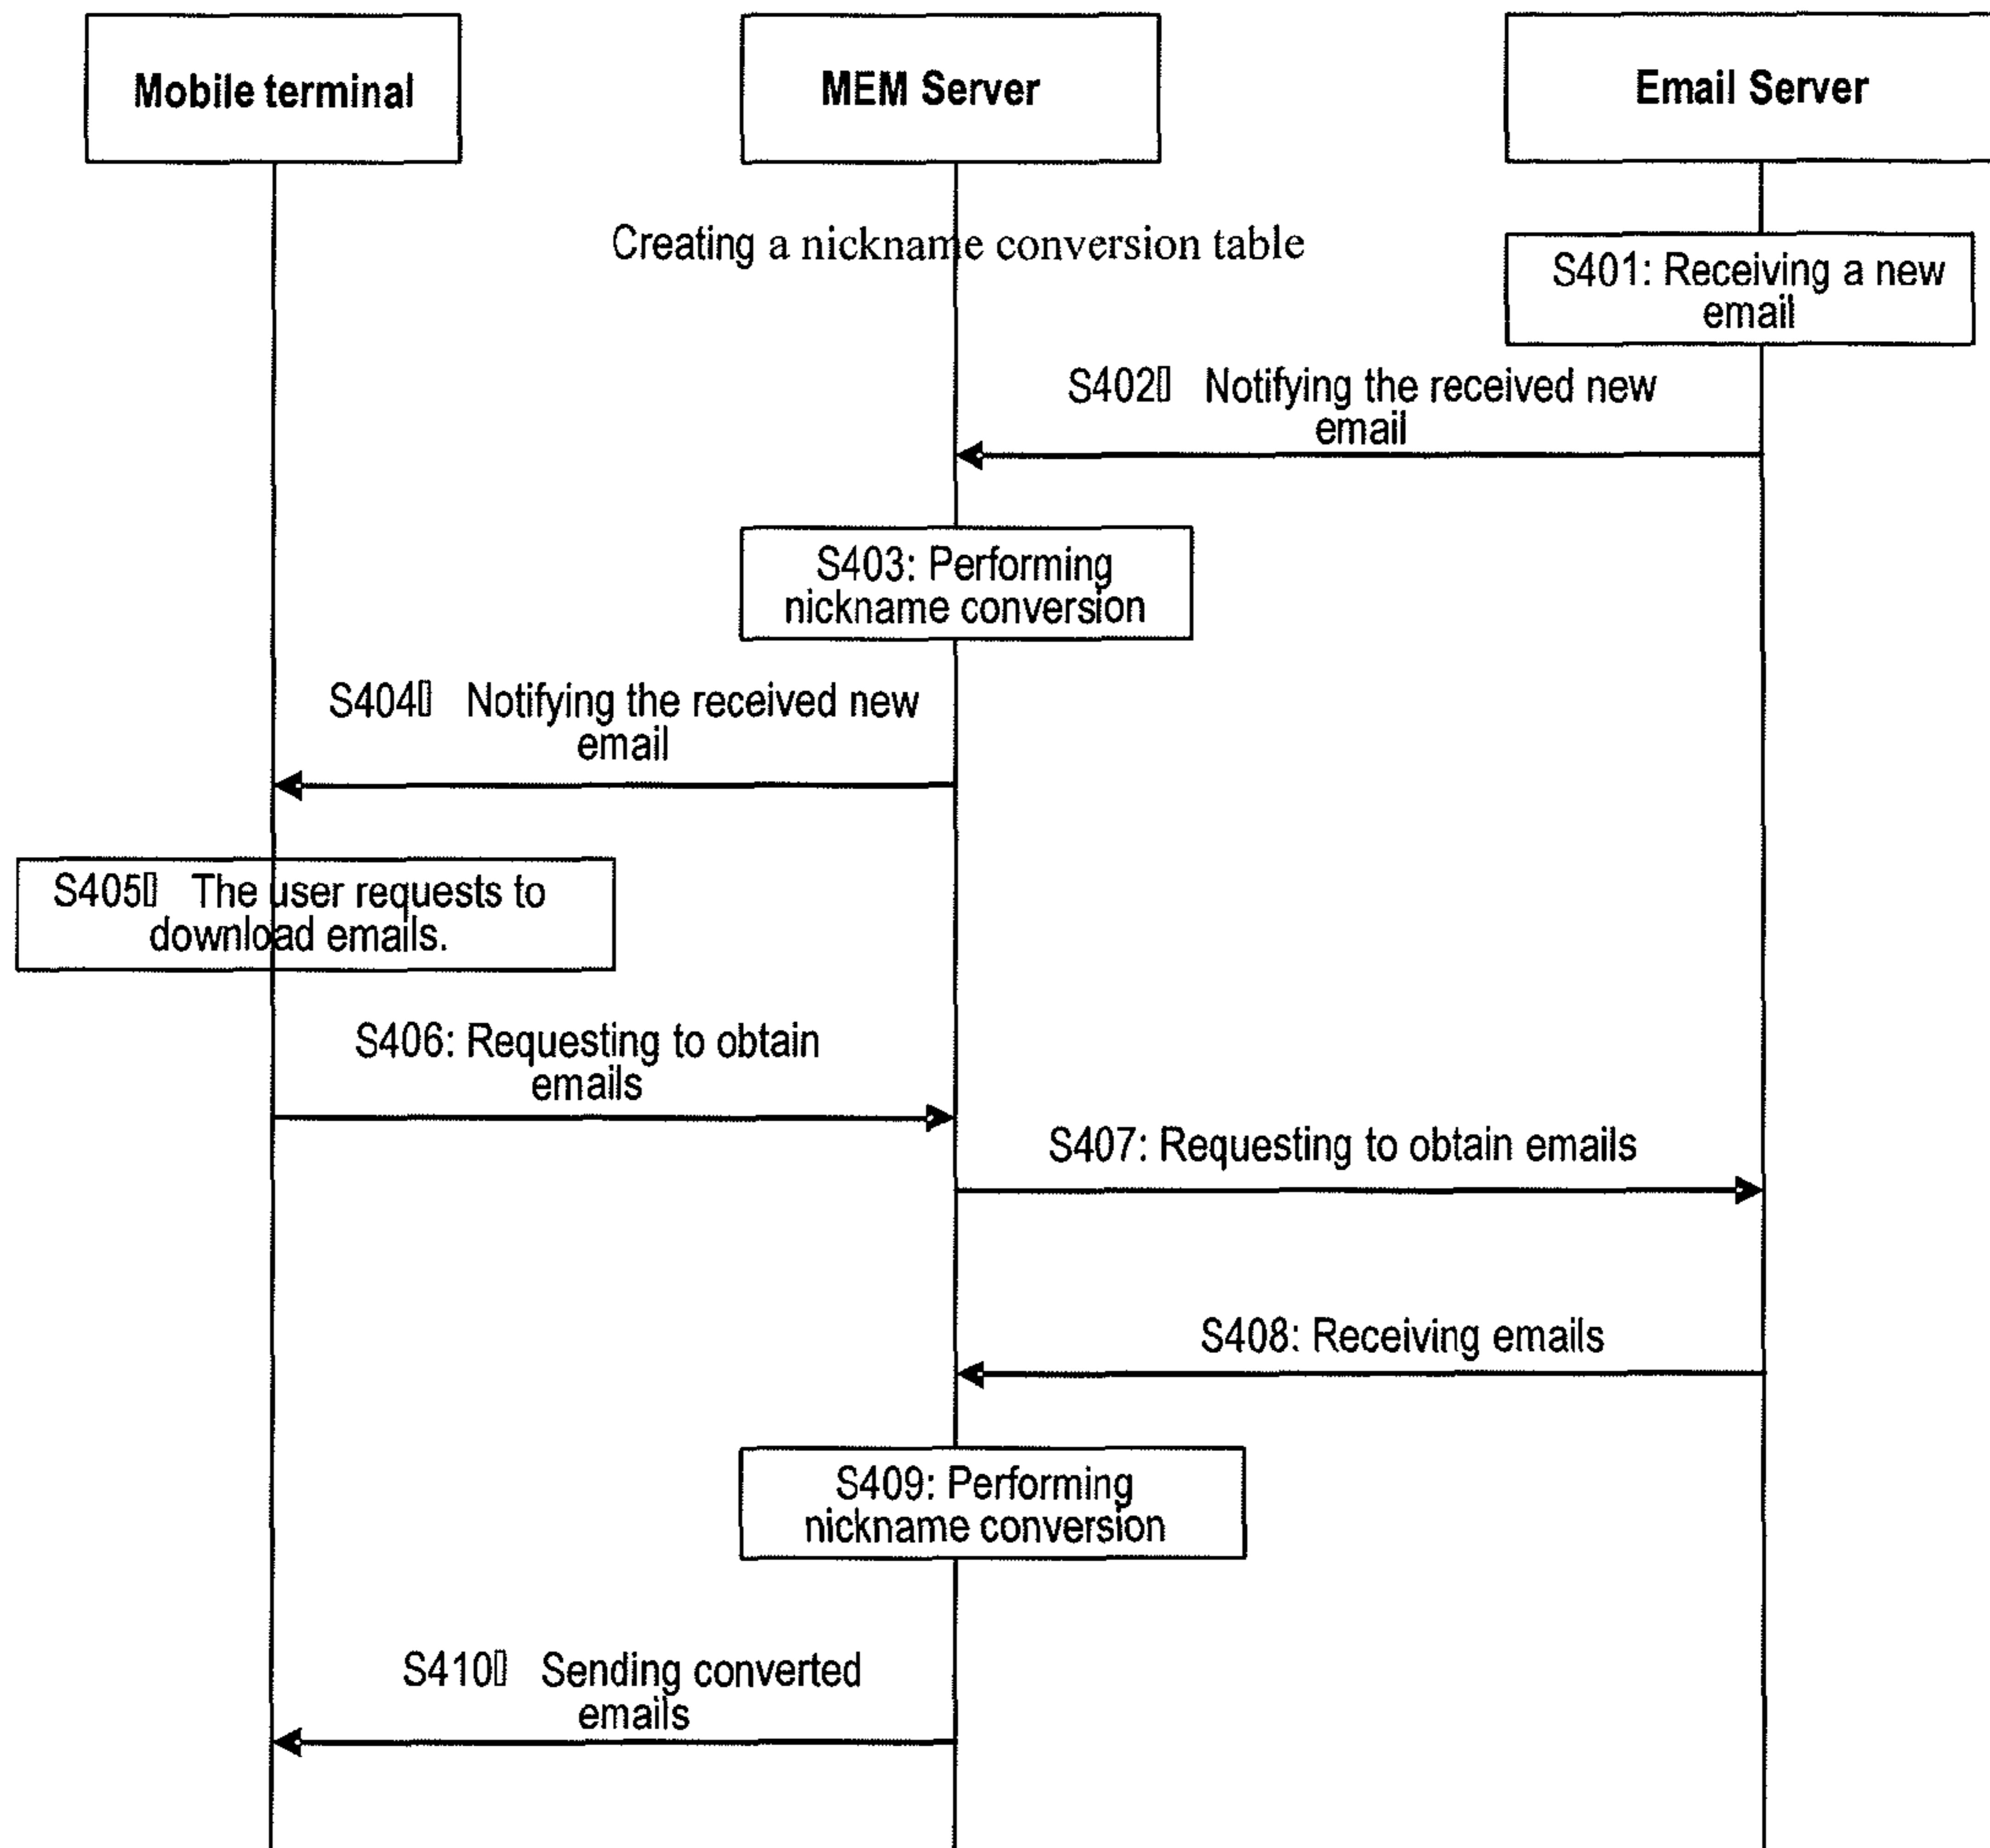 Mobile terminal
MEM Server
Email Server
Creating a nickname conversion table
S401: Receiving a new
email
S402▯ Notifying the received new
email
S403: Performing
nickname conversion
S404▯ Notifying the received new
email
S405▯ The user requests to
download emails.
S406: Requesting to obtain
emails
S407: Requesting to obtain emails
S408: Receiving emails
S409: Performing
nickname conversion
S410▯ Sending converted
emails